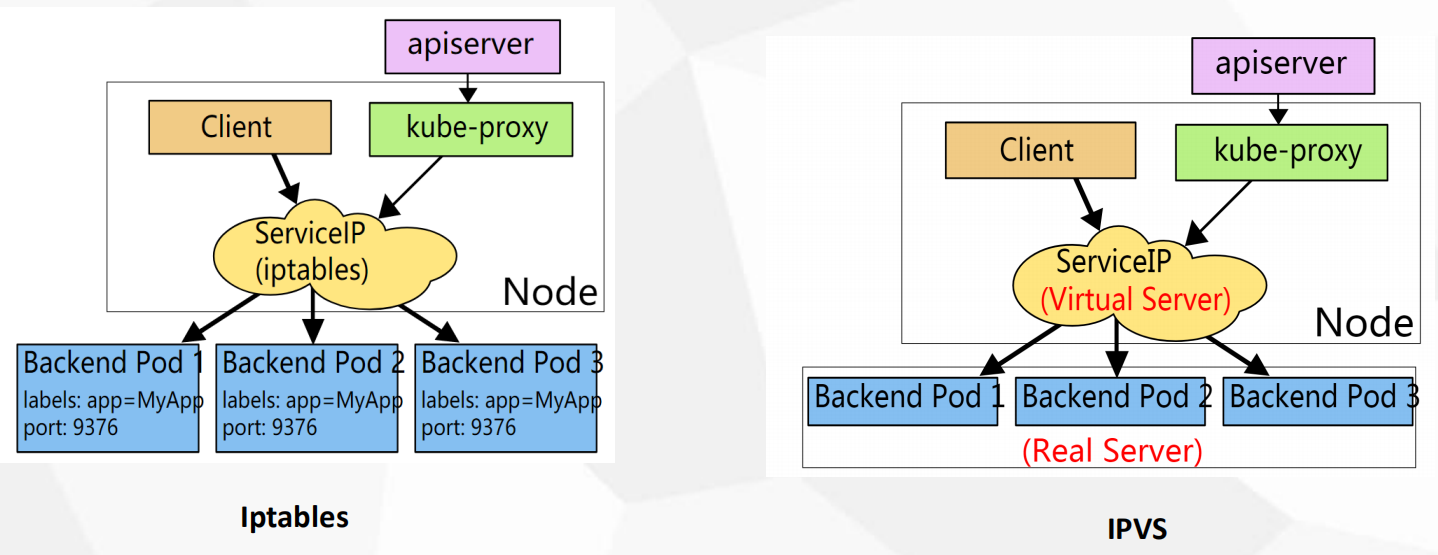 apiserver
Client
kube-proxy
ServiceIP
(iptables)
Node
Backend Pod 1
labels: app=MyApp
port: 9376
Backend Pod 2
labels: app=MyApp
port: 9376
Backend Pod 3
labels: app=MyApp
port: 9376
Iptables
apiserver
Client
kube-proxy
ServiceIP
(Virtual Server)
Node
Backend Pod 1
Backend Pod 2
Backend Pod 3
(Real Server)
IPVS